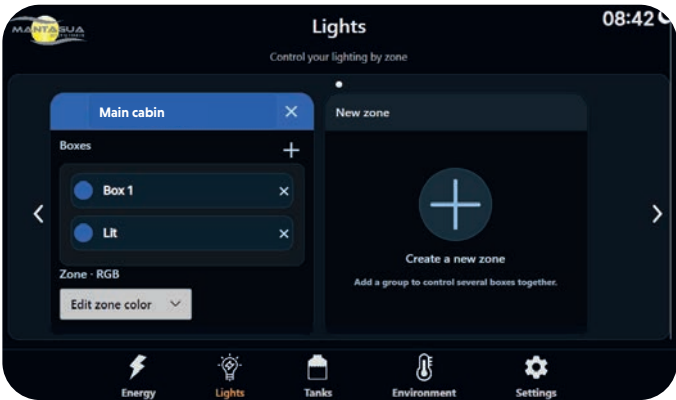 MANTASUA
Lights
08:42
Control your lighting by zone
Main cabin
New zone
Boxes
Box 1
Lit
Create a new zone
Add a group to control several boxes together.
Zone · RGB
Edit zone color
Energy
Lights
Tanks
Environment
Settings